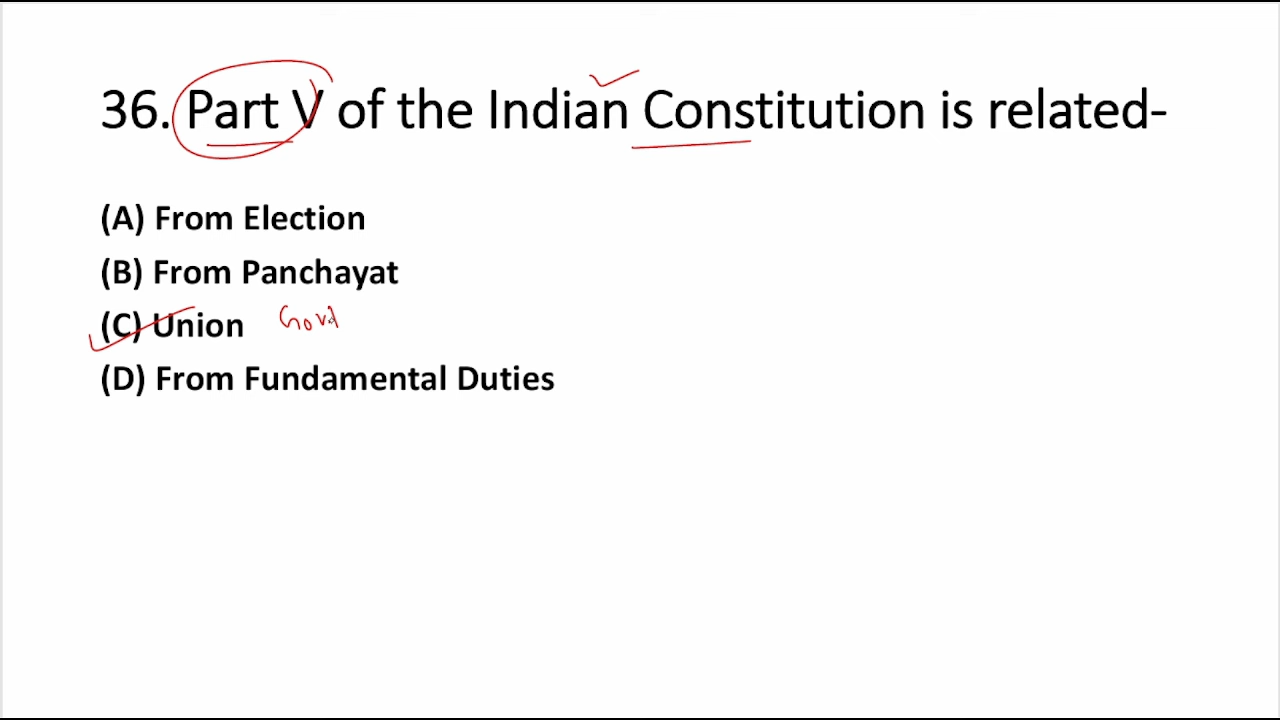 36. Part V of the Indian Constitution is related-
(A) From Election
(B) From Panchayat
(C) Union Govt
(D) From Fundamental Duties